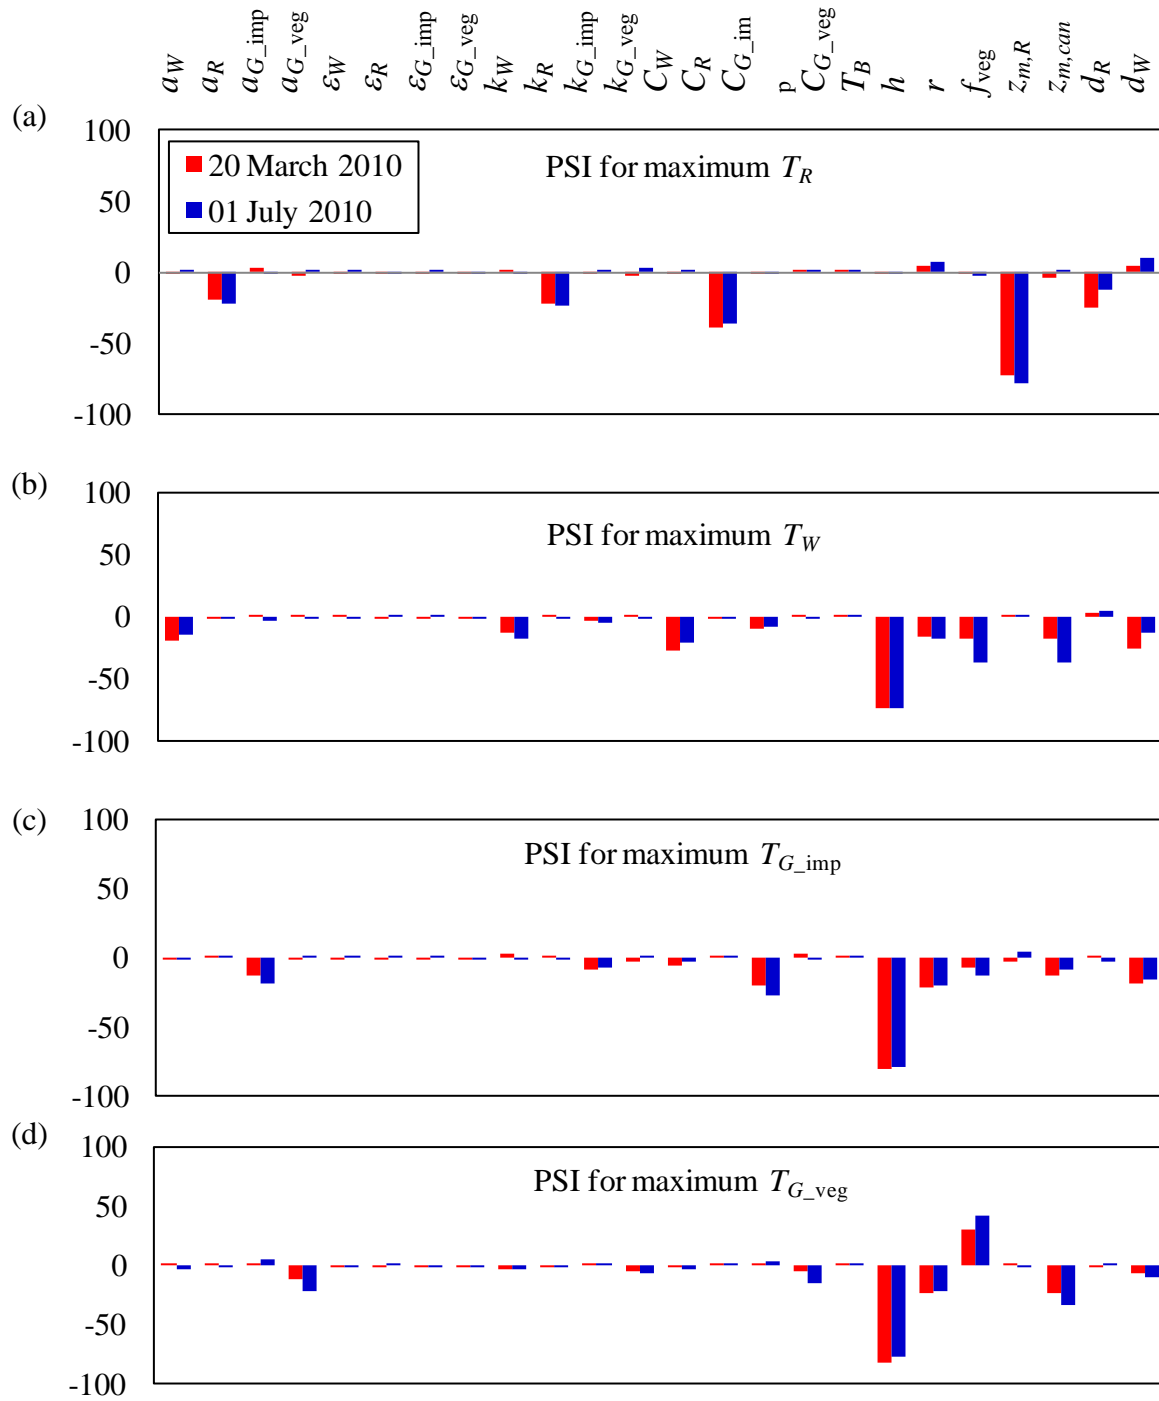 a_W a_R a_G_imp a_G_veg ε_W ε_R ε_G_imp ε_G_veg k_W k_R k_G_imp k_G_veg C_W C_R C_G_im p C_G_veg T_B h r f_veg z_m,R z_m,can d_R d_W
(a)
100
50
0
-50
-100
20 March 2010
01 July 2010
PSI for maximum T_R
(b)
100
50
0
-50
-100
PSI for maximum T_W
(c)
100
50
0
-50
-100
PSI for maximum T_G_imp
(d)
100
50
0
-50
-100
PSI for maximum T_G_veg